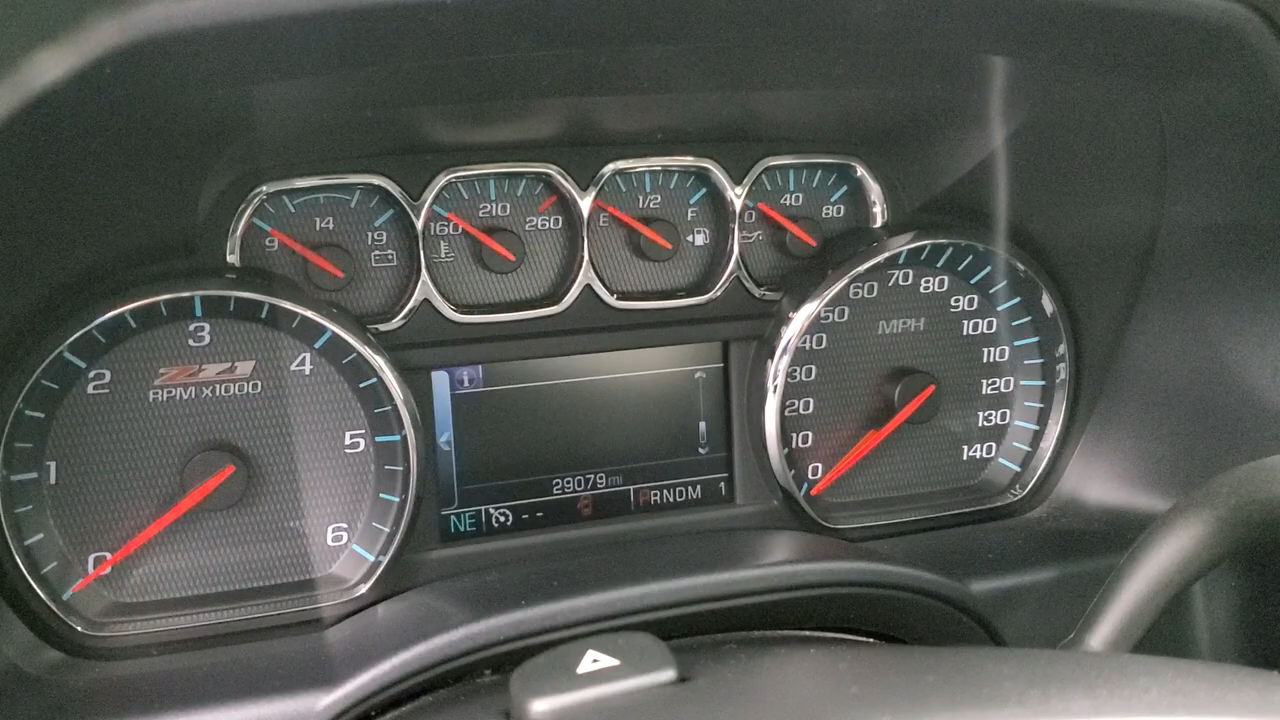 9 14 19
160 210 260
E 1/2 F
0 40 80
0 1 2 3 4 5 6
Z71
RPM x1000
0 10 20 30 40 50 60 70 80 90 100 110 120 130 140
MPH
i
29079 mi
NE -- PRNDM 1